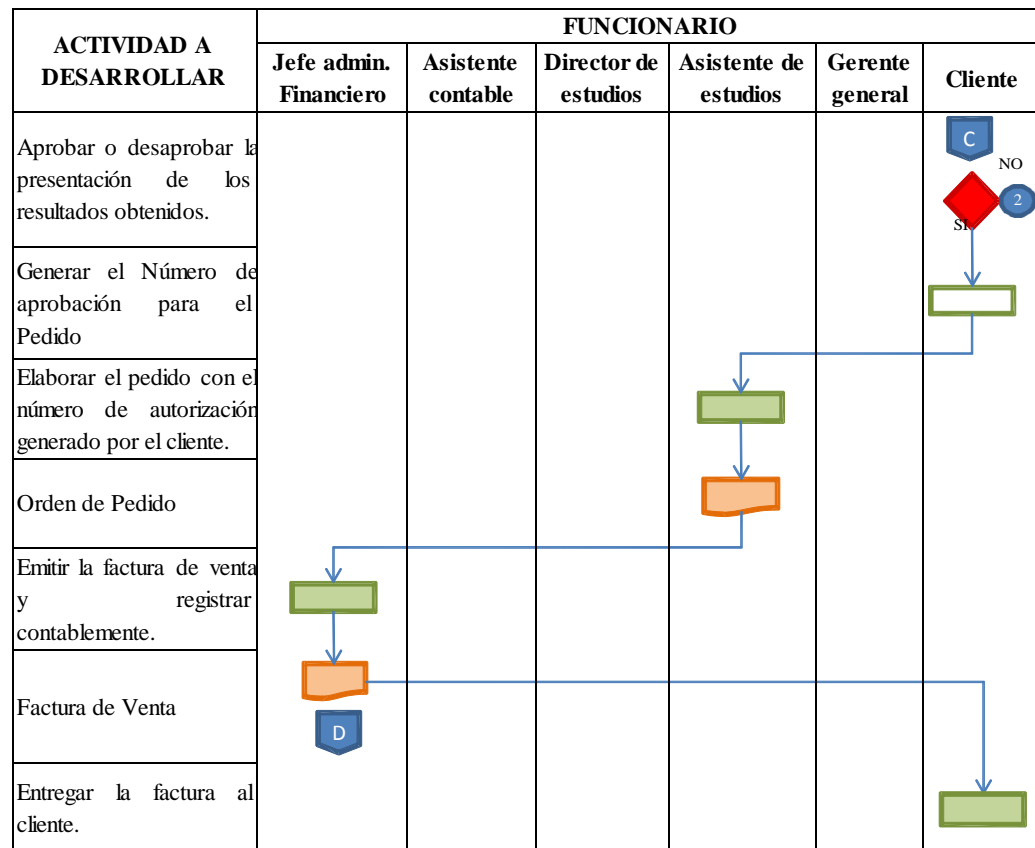 ACTIVIDAD A
DESARROLLAR
FUNCIONARIO
Jefe admin.
Financiero
Asistente
contable
Director de
estudios
Asistente de
estudios
Gerente
general
Cliente
Aprobar o desaprobar la
presentación de los
resultados obtenidos.
C
NO
2
SI
Generar el Número de
aprobación para el
Pedido
Elaborar el pedido con el
número de autorización
generado por el cliente.
Orden de Pedido
Emitir la factura de venta
y registrar
contablemente.
Factura de Venta
D
Entregar la factura al
cliente.